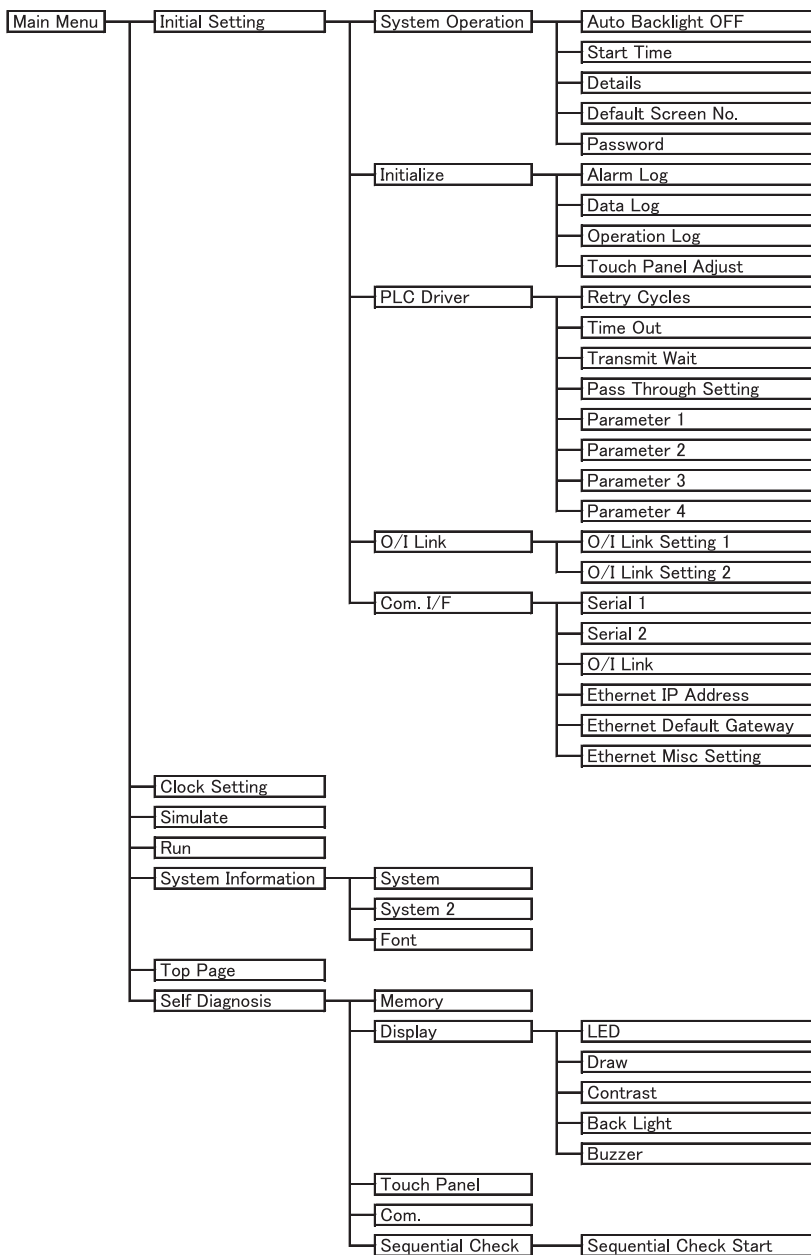 Main Menu
Initial Setting
System Operation
Auto Backlight OFF
Start Time
Details
Default Screen No.
Password
Initialize
Alarm Log
Data Log
Operation Log
Touch Panel Adjust
PLC Driver
Retry Cycles
Time Out
Transmit Wait
Pass Through Setting
Parameter 1
Parameter 2
Parameter 3
Parameter 4
O/I Link
O/I Link Setting 1
O/I Link Setting 2
Com. I/F
Serial 1
Serial 2
O/I Link
Ethernet IP Address
Ethernet Default Gateway
Ethernet Misc Setting
Clock Setting
Simulate
Run
System Information
System
System 2
Font
Top Page
Self Diagnosis
Memory
Display
LED
Draw
Contrast
Back Light
Buzzer
Touch Panel
Com.
Sequential Check
Sequential Check Start